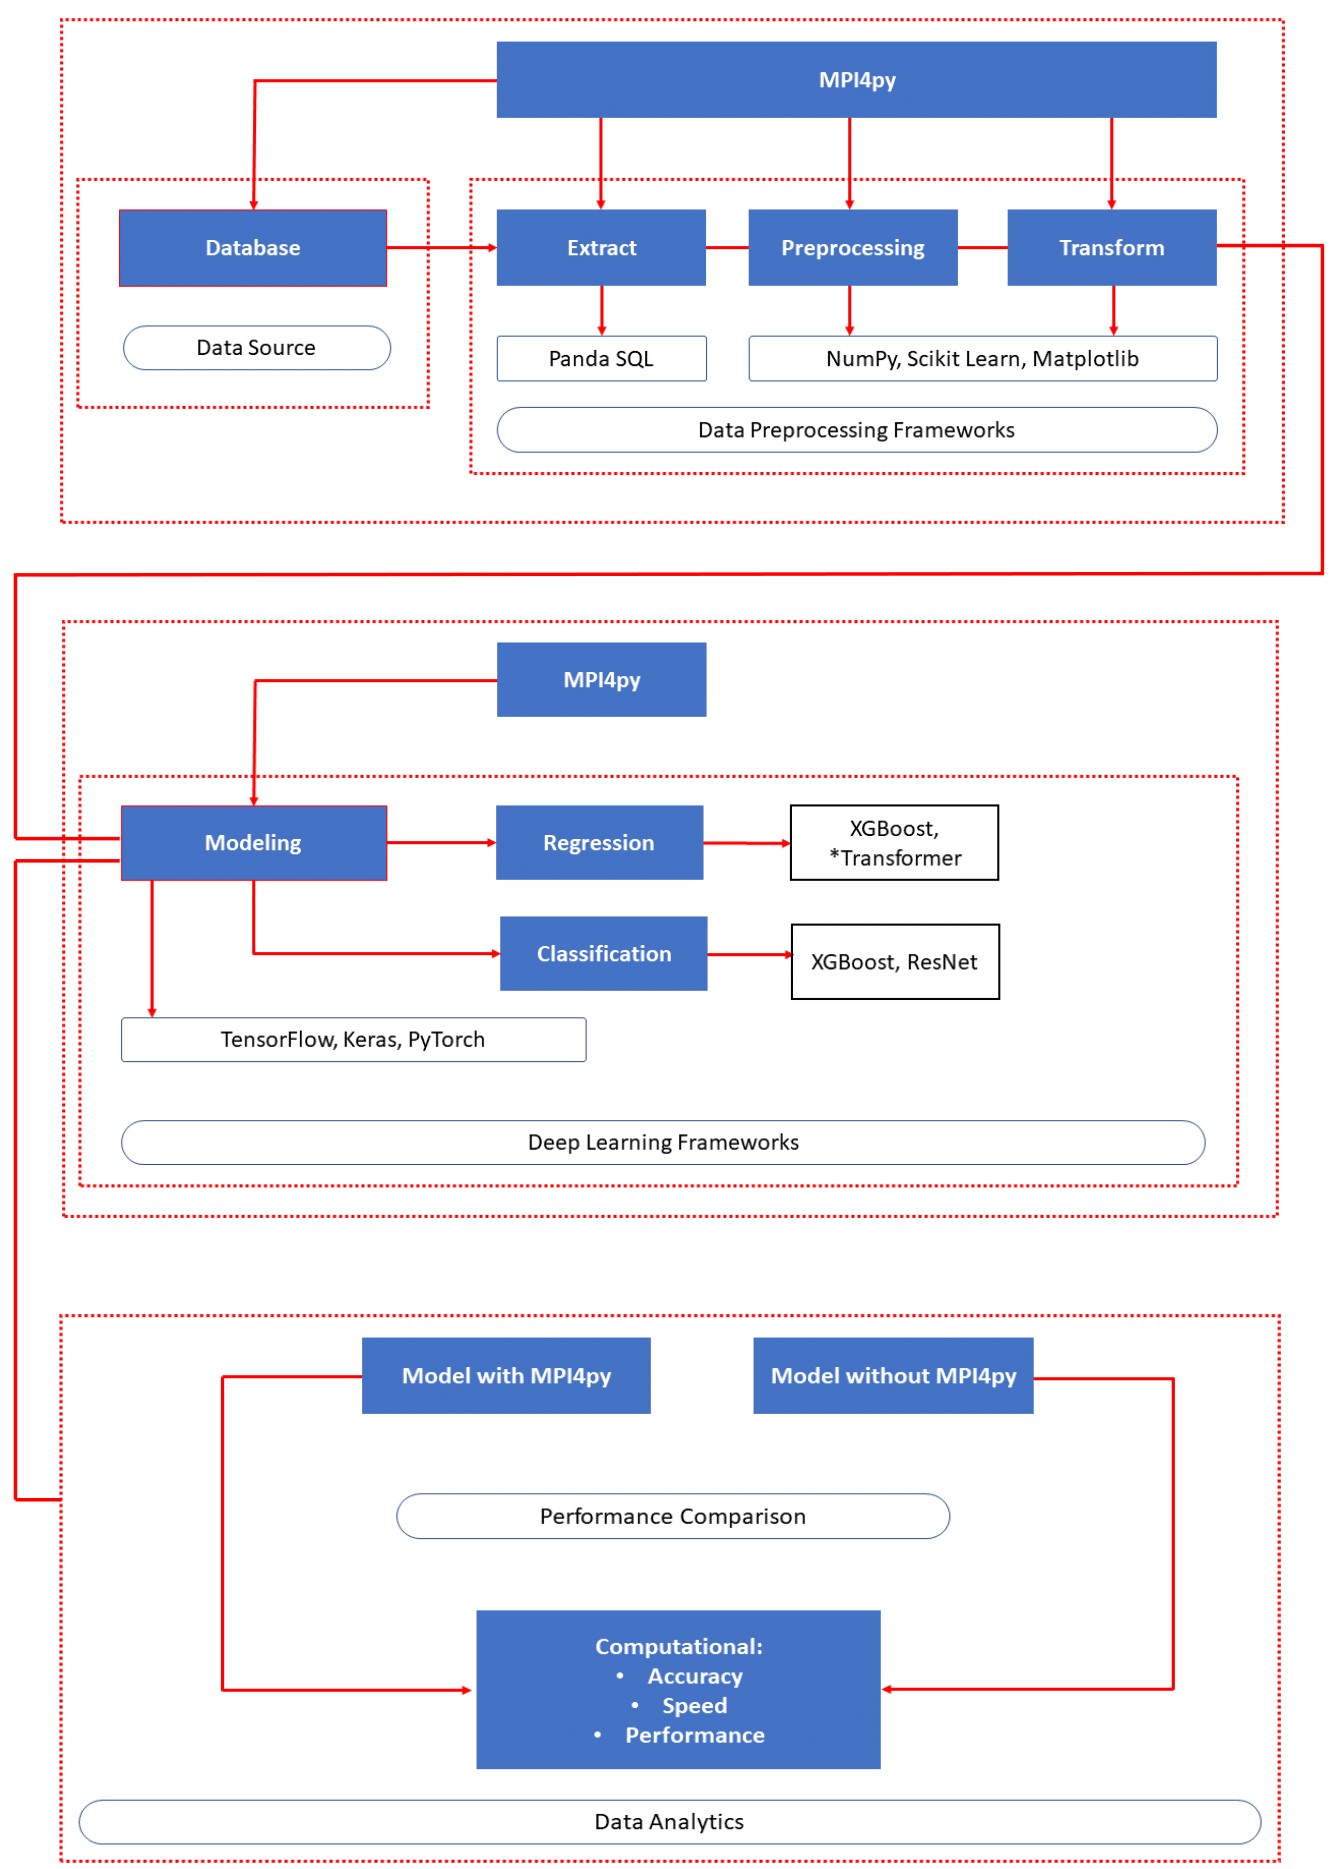 MPI4py
Database
Extract
Preprocessing
Transform
Data Source
Panda SQL
NumPy, Scikit Learn, Matplotlib
Data Preprocessing Frameworks
MPI4py
Modeling
Regression
XGBoost,
*Transformer
Classification
XGBoost, ResNet
TensorFlow, Keras, PyTorch
Deep Learning Frameworks
Model with MPI4py
Model without MPI4py
Performance Comparison
Computational:
• Accuracy
• Speed
• Performance
Data Analytics